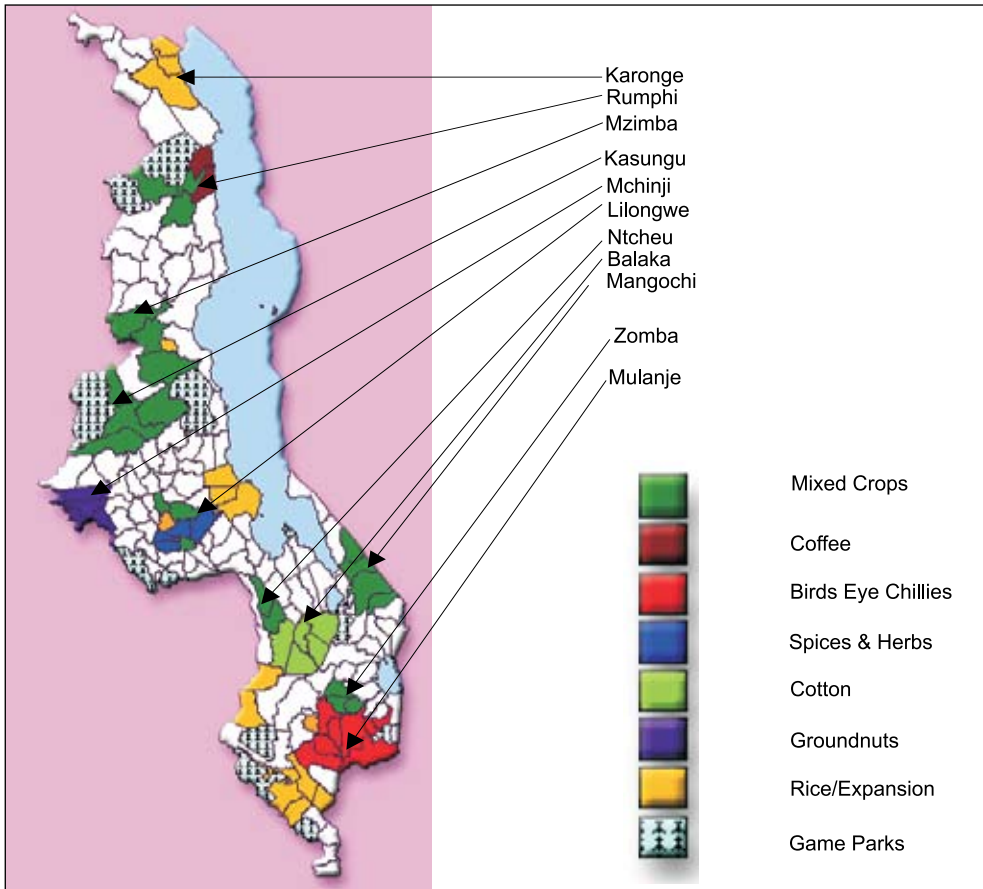 Karonge
Rumphi
Mzimba
Kasungu
Mchinji
Lilongwe
Ntcheu
Balaka
Mangochi
Zomba
Mulanje
Mixed Crops
Coffee
Birds Eye Chillies
Spices & Herbs
Cotton
Groundnuts
Rice/Expansion
Game Parks